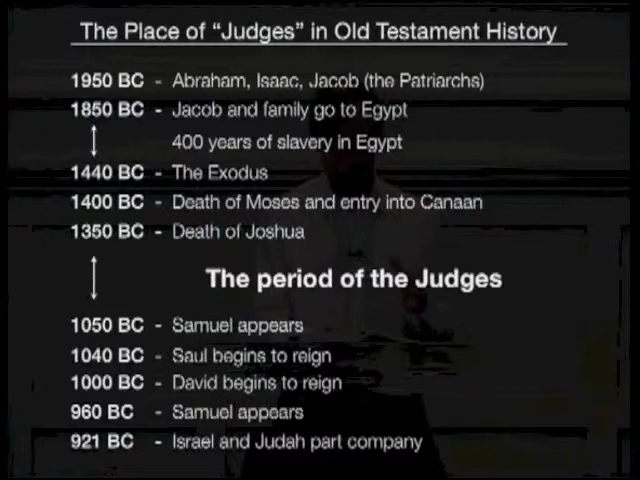 The Place of “Judges” in Old Testament History
1950 BC - Abraham, Isaac, Jacob (the Patriarchs)
1850 BC - Jacob and family go to Egypt
400 years of slavery in Egypt
1440 BC - The Exodus
1400 BC - Death of Moses and entry into Canaan
1350 BC - Death of Joshua
The period of the Judges
1050 BC - Samuel appears
1040 BC - Saul begins to reign
1000 BC - David begins to reign
960 BC - Samuel appears
921 BC - Israel and Judah part company